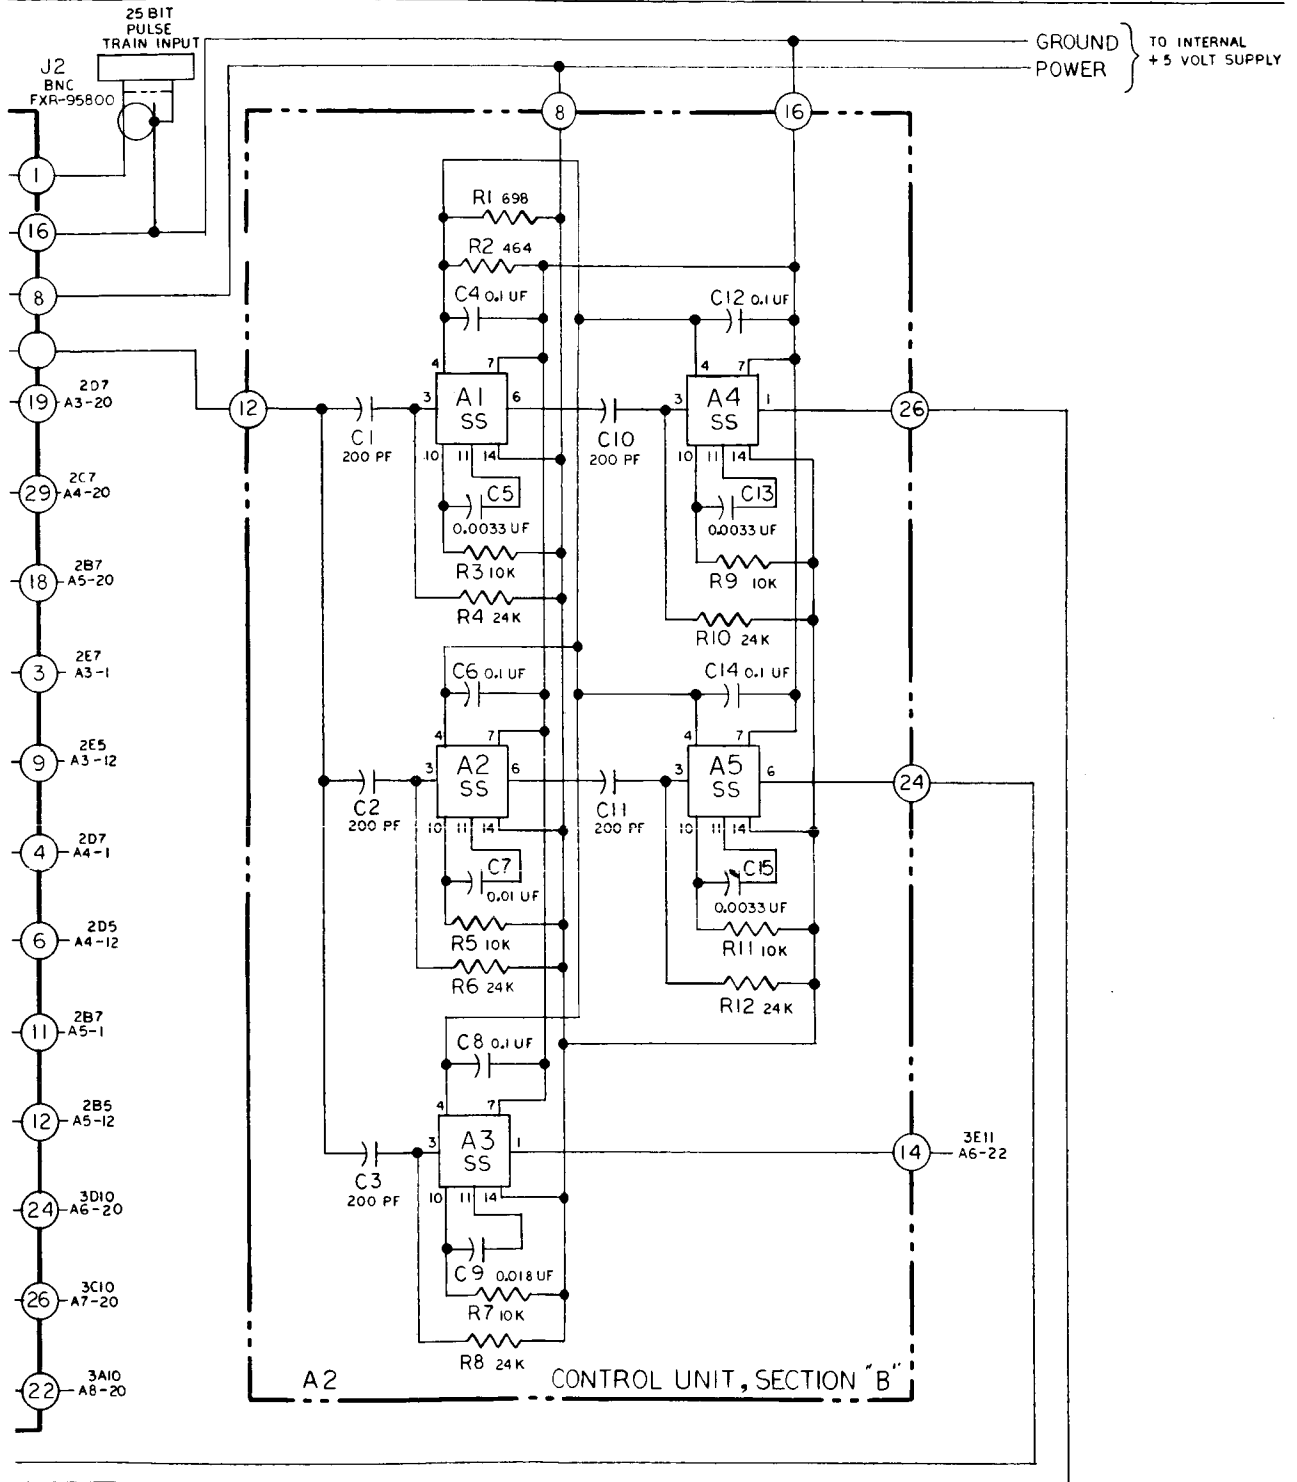 25 BIT
PULSE
TRAIN INPUT
J2
BNC
FXR-95800
GROUND
POWER
TO INTERNAL
+5 VOLT SUPPLY
8
16
1
16
8
R1 698
R2 464
C4 0.1 UF
C12 0.1 UF
4
7
4
7
19
2D7
A3-20
12
C1
200 PF
3
A1
SS
6
C10
200 PF
3
A4
SS
1
26
10
11
14
10
11
14
29
2C7
A4-20
C5
0.0033 UF
C13
0.0033 UF
R3 10K
R9 10K
18
2B7
A5-20
R4 24K
R10 24K
3
2E7
A3-1
C6 0.1 UF
C14 0.1 UF
4
7
4
7
9
2E5
A3-12
C2
200 PF
3
A2
SS
6
C11
200 PF
3
A5
SS
6
24
10
11
14
10
11
14
4
2D7
A4-1
C7
0.01 UF
C15
0.0033 UF
6
2D5
A4-12
R5 10K
R11 10K
R6 24K
R12 24K
11
2B7
A5-1
C8 0.1 UF
4
7
12
2B5
A5-12
C3
200 PF
3
A3
SS
1
14
3E11
A6-22
10
11
14
24
3D10
A6-20
C9 0.018 UF
26
3C10
A7-20
R7 10K
R8 24K
22
3A10
A8-20
A2
CONTROL UNIT, SECTION "B"